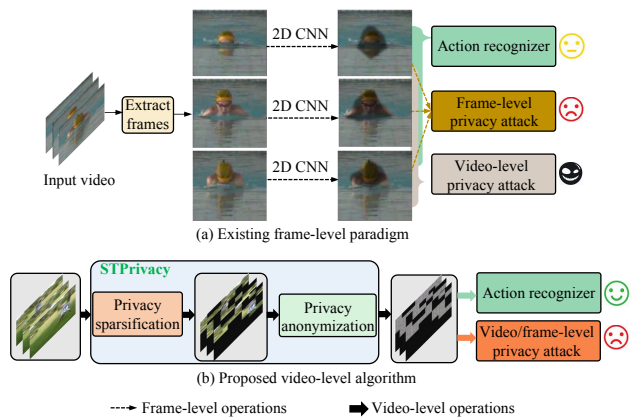 2D CNN
Action recognizer
Extract
frames
2D CNN
Frame-level
privacy attack
Input video
2D CNN
Video-level
privacy attack
(a) Existing frame-level paradigm
STPrivacy
Privacy
sparsification
Privacy
anonymization
Action recognizer
Video/frame-level
privacy attack
(b) Proposed video-level algorithm
Frame-level operations
Video-level operations